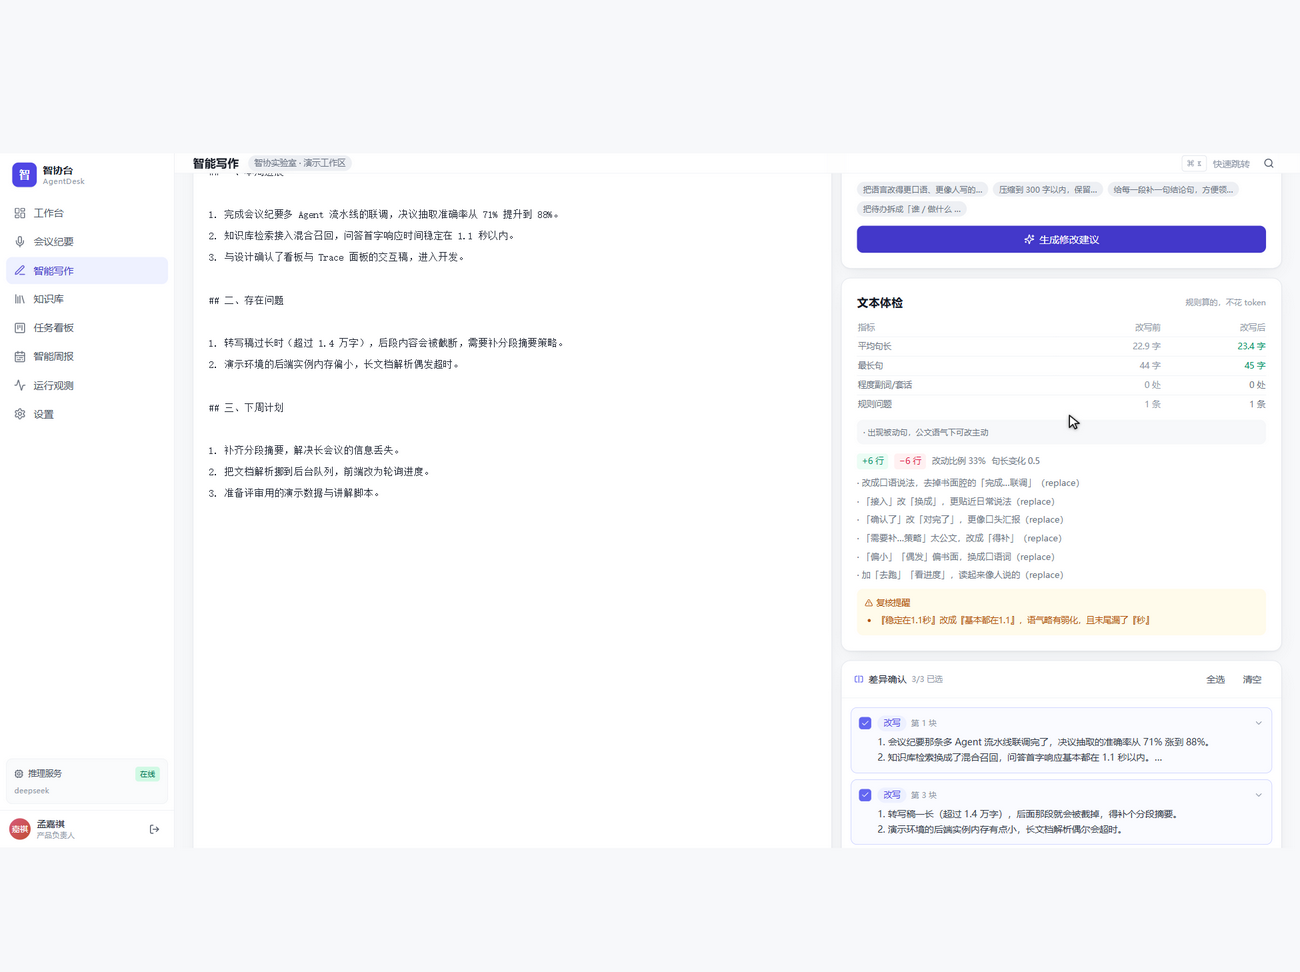 智
智协台
AgentDesk
工作台
会议纪要
智能写作
知识库
任务看板
智能周报
运行观测
设置
推理服务
在线
deepseek
嘉祺
孟嘉祺
产品负责人
智能写作
智协实验室 · 演示工作区
⌘ K
快速跳转
1. 完成会议纪要多 Agent 流水线的联调，决议抽取准确率从 71% 提升到 88%。
2. 知识库检索接入混合召回，问答首字响应时间稳定在 1.1 秒以内。
3. 与设计确认了看板与 Trace 面板的交互稿，进入开发。
## 二、存在问题
1. 转写稿过长时（超过 1.4 万字），后段内容会被截断，需要补分段摘要策略。
2. 演示环境的后端实例内存偏小，长文档解析偶发超时。
## 三、下周计划
1. 补齐分段摘要，解决长会议的信息丢失。
2. 把文档解析挪到后台队列，前端改为轮询进度。
3. 准备评审用的演示数据与讲解脚本。
把语言改得更口语、更像人写的...
压缩到 300 字以内，保留...
给每一段补一句结论句，方便领...
把待办拆成「谁 / 做什么 ...
生成修改建议
文本体检
规则算的，不花 token
指标 改写前 改写后
平均句长 22.9 字 23.4 字
最长句 44 字 45 字
程度副词/套话 0 处 0 处
规则问题 1 条 1 条
· 出现被动句，公文语气下可改主动
+6 行 −6 行 改动比例 33% 句长变化 0.5
· 改成口语说法，去掉书面腔的「完成...联调」（replace）
· 「接入」改「换成」，更贴近日常说法（replace）
· 「确认了」改「对完了」，更像口头汇报（replace）
· 「需要补...策略」太公文，改成「得补」（replace）
· 「偏小」「偶发」偏书面，换成口语词（replace）
· 加「去跑」「看进度」，读起来像人说的（replace）
复核提醒
• 『稳定在1.1秒』改成『基本都在1.1』，语气略有弱化，且末尾漏了『秒』
差异确认 3/3 已选
全选 清空
改写 第 1 块
1. 会议纪要那条多 Agent 流水线联调完了，决议抽取的准确率从 71% 涨到 88%。
2. 知识库检索换成了混合召回，问答首字响应基本都在 1.1 秒以内。...
改写 第 3 块
1. 转写稿一长（超过 1.4 万字），后面那段就会被截掉，得补个分段摘要。
2. 演示环境的后端实例内存有点小，长文档解析偶尔会超时。